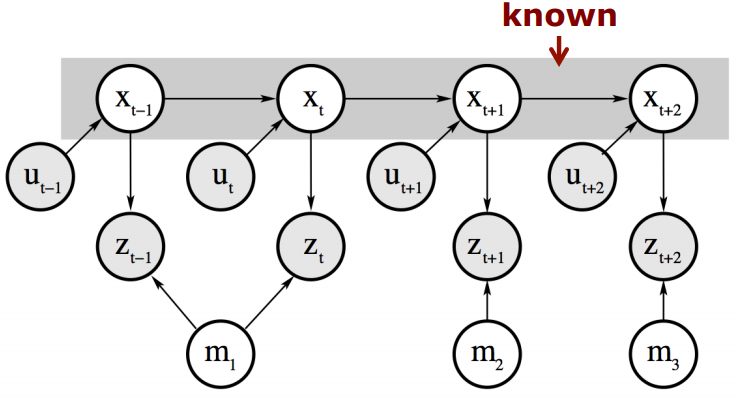 known
x_{t−1} x_t x_{t+1} x_{t+2}
u_{t−1} u_t u_{t+1} u_{t+2}
z_{t−1} z_t z_{t+1} z_{t+2}
m_1 m_2 m_3